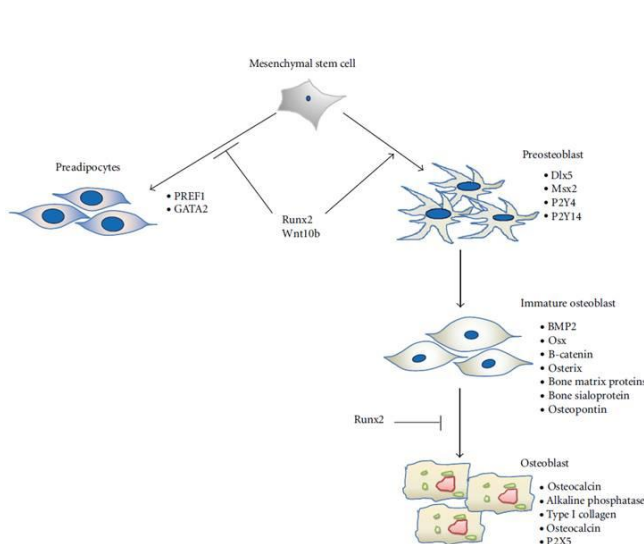 Mesenchymal stem cell
Preadipocytes
• PREF1
• GATA2
Runx2
Wnt10b
Preosteoblast
• Dlx5
• Msx2
• P2Y4
• P2Y14
Immature osteoblast
• BMP2
• Osx
• B-catenin
• Osterix
• Bone matrix proteins
• Bone sialoprotein
• Osteopontin
Runx2
Osteoblast
• Osteocalcin
• Alkaline phosphatase
• Type I collagen
• Osteocalcin
• P2X5